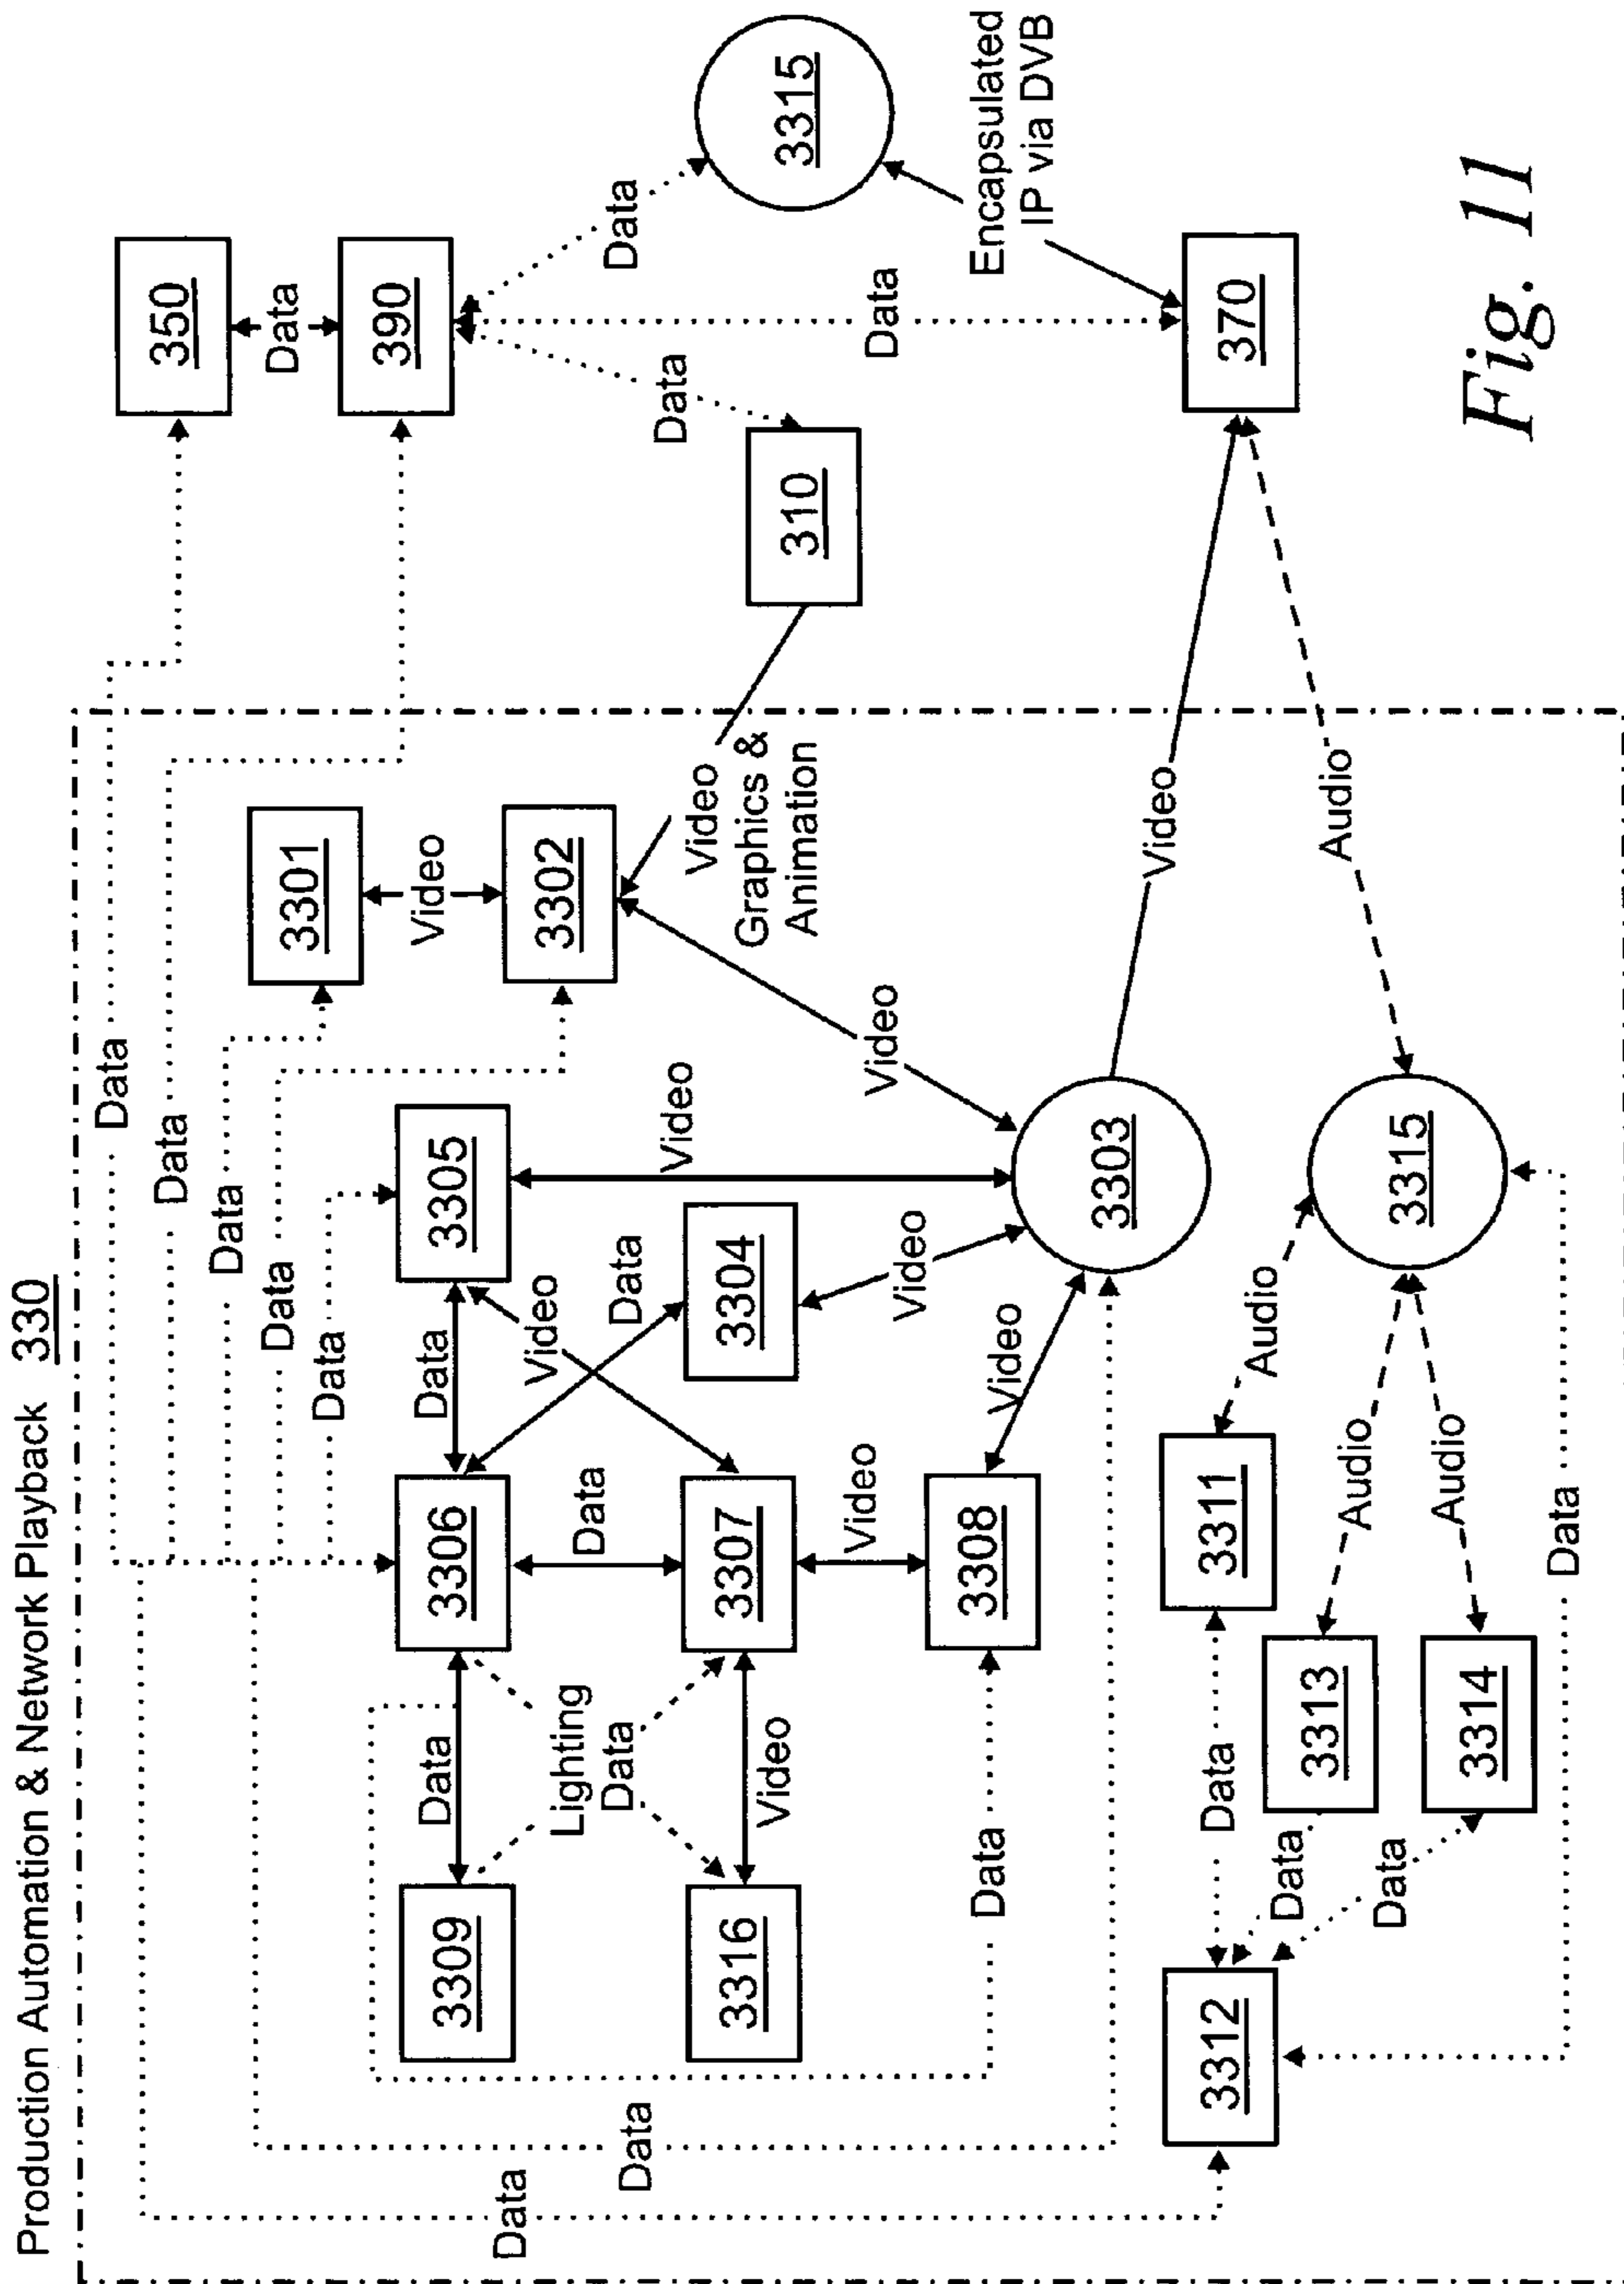 Production Automation & Network Playback 330
Data
Data
Data
Data
Data
350
Data
390
Data
Data
Data
310
3315
Encapsulated
IP via DVB
370
3301
Video
3302
Video
Graphics &
Animation
Video
3305
Video
Data
Video
Data
3304
Video
3303
Video
3306
Data
3307
Video
3308
Video
3309
Data
Lighting
Data
3316
Video
Data
Data
Data
3312
Data
Data
Data
3311
3313
3314
Audio
Audio
Audio
3315
Audio
Data
Fig. 11